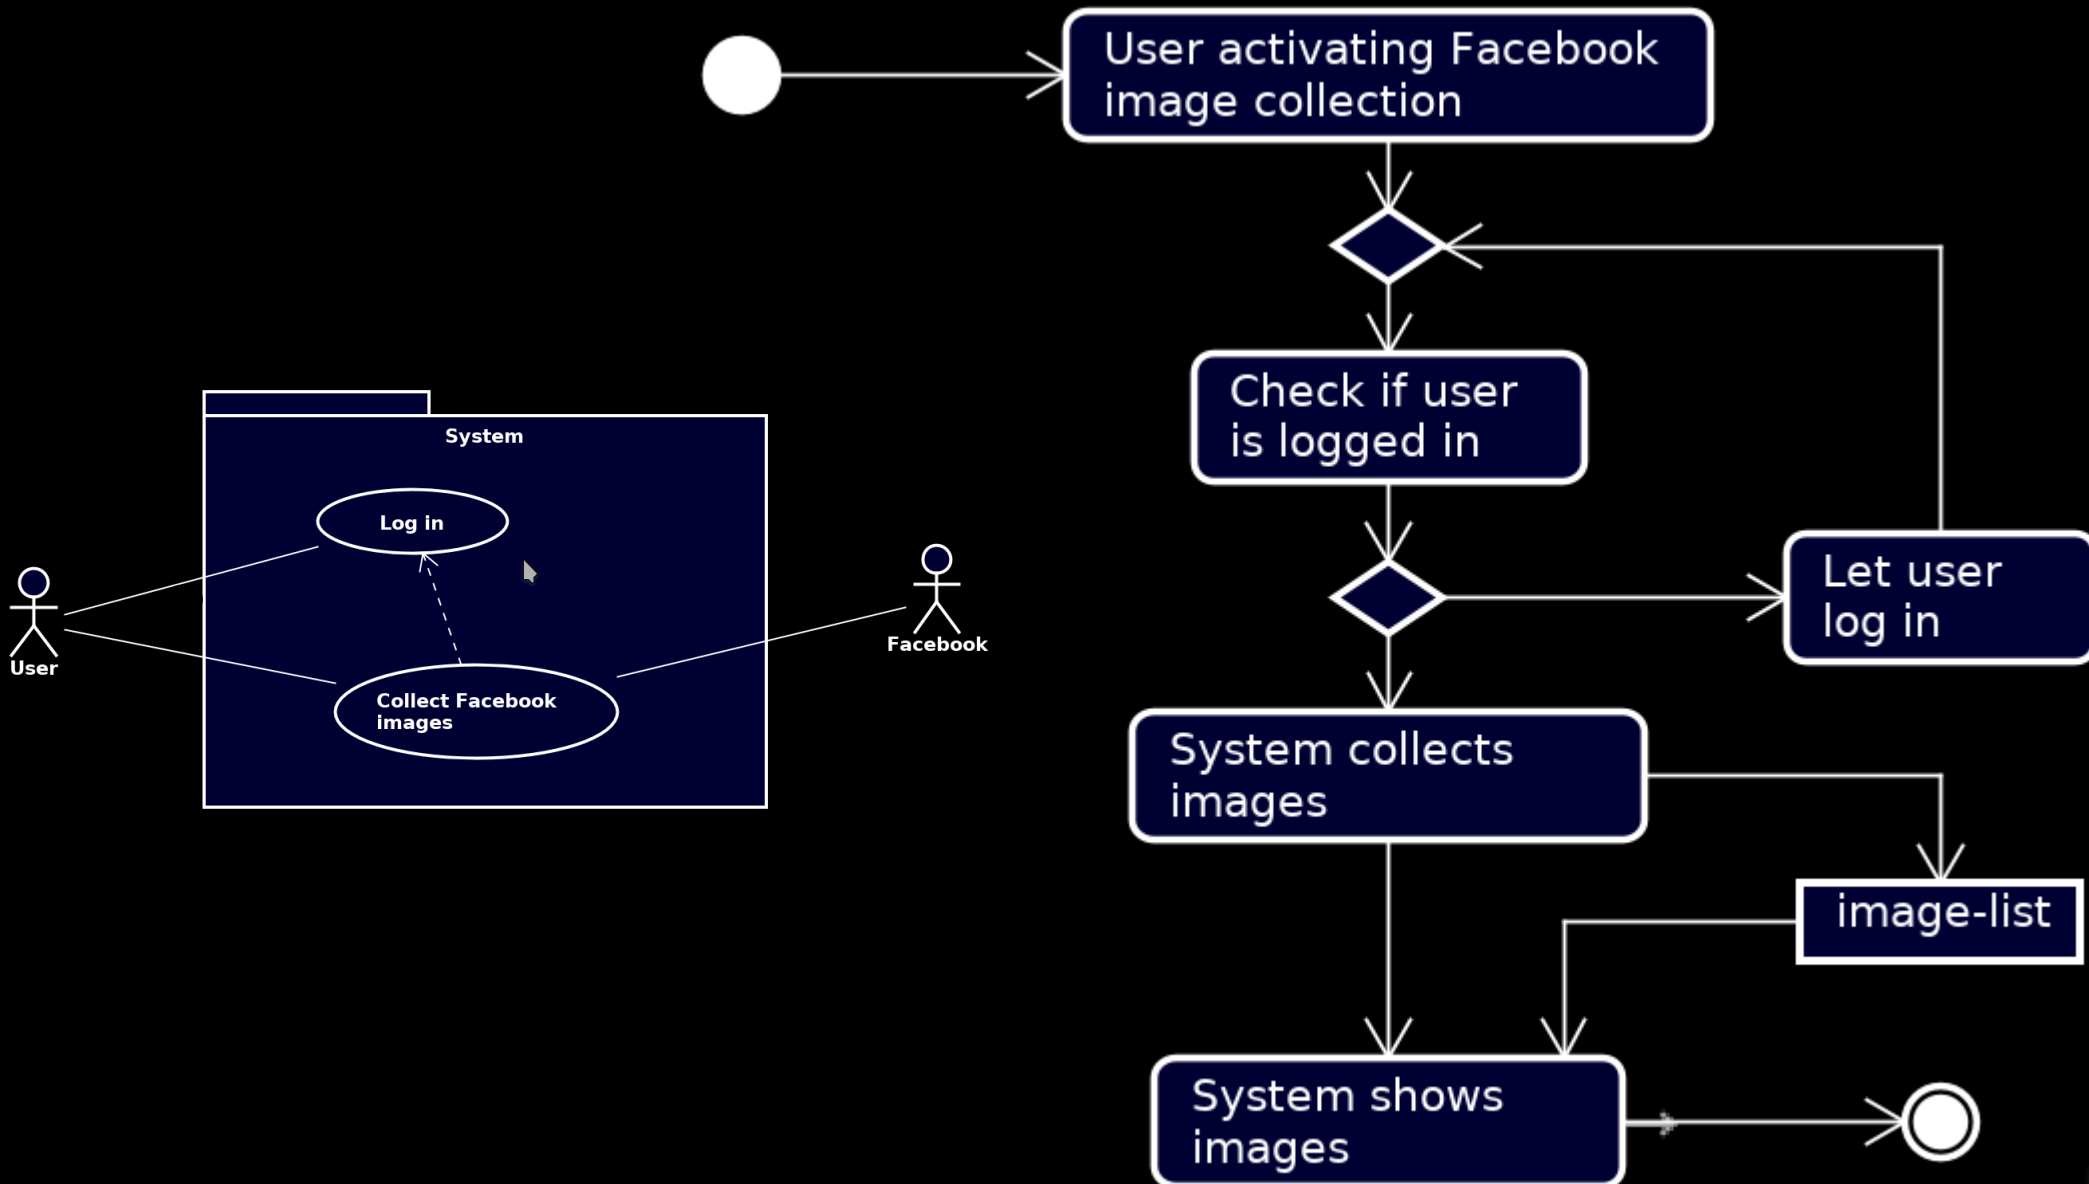 System
Log in
Collect Facebook
images
User
Facebook
User activating Facebook
image collection
Check if user
is logged in
Let user
log in
System collects
images
image-list
System shows
images